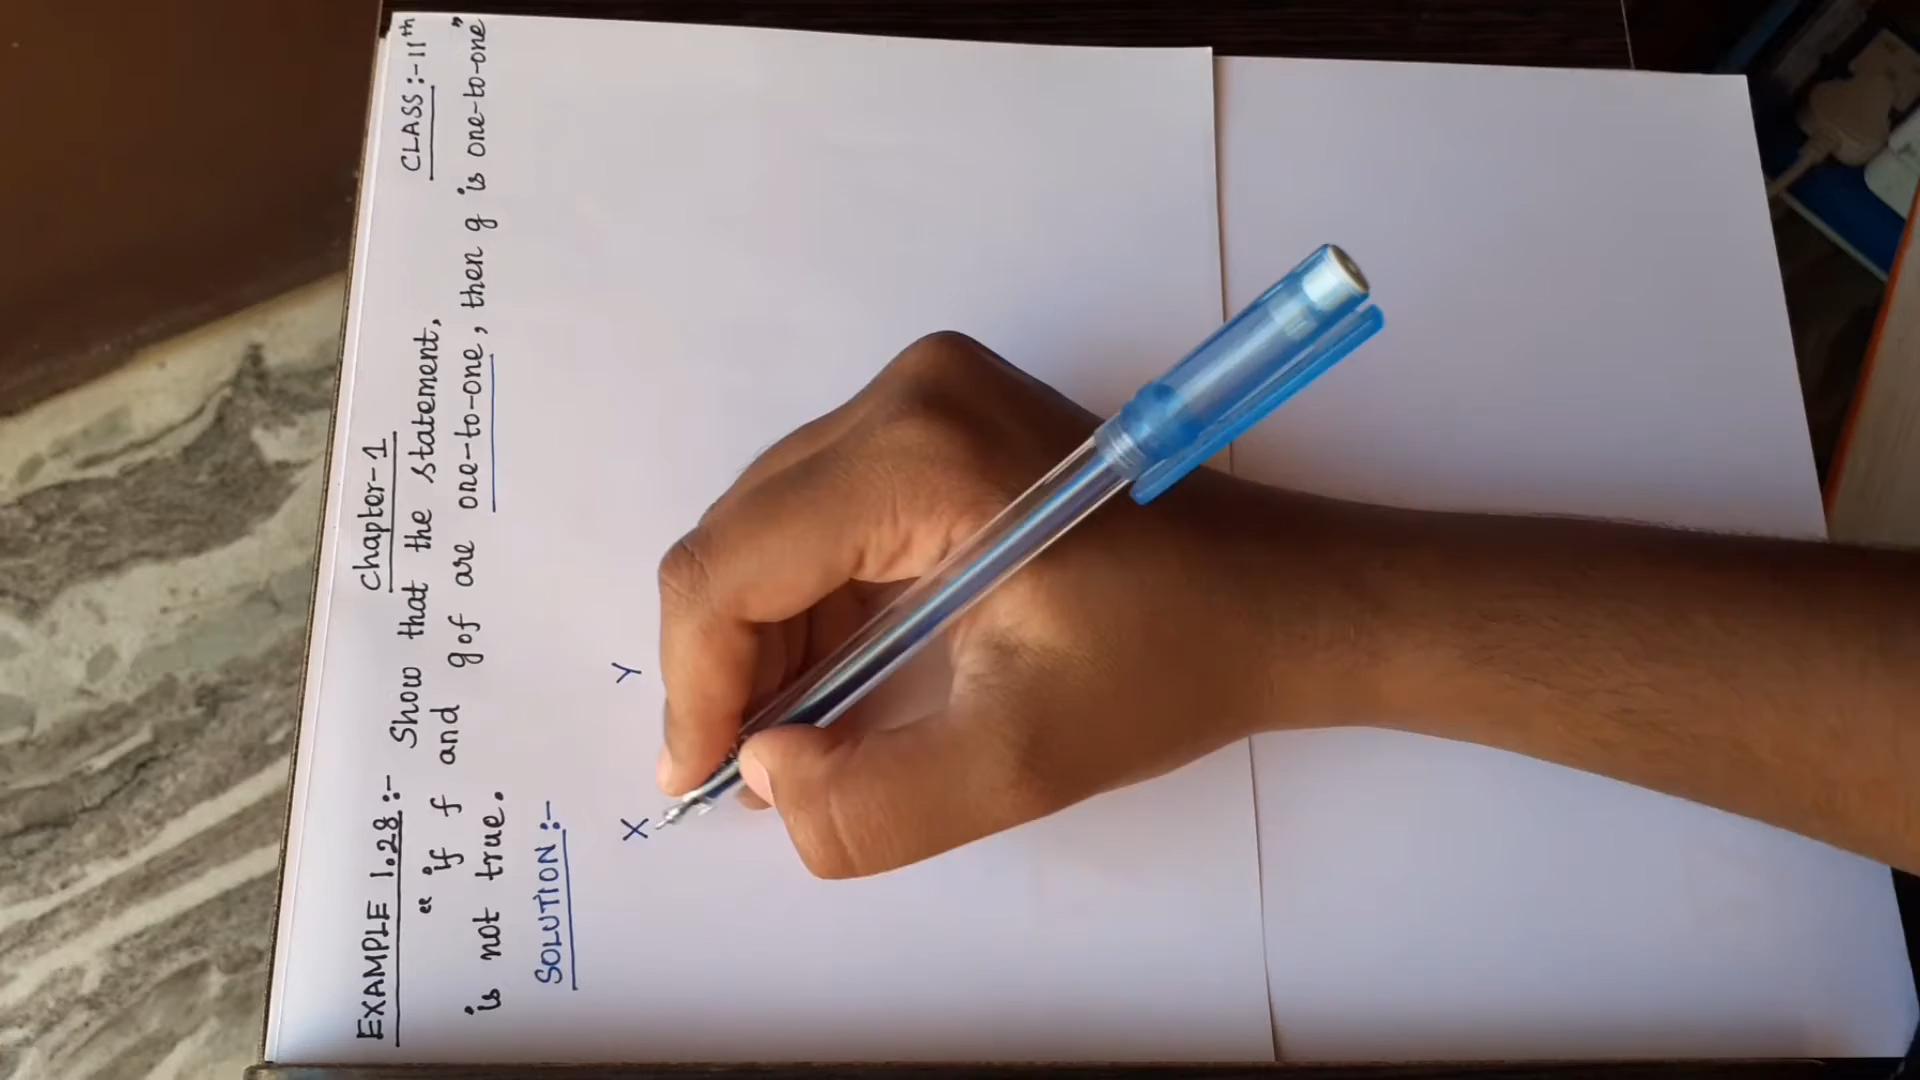 Chapter-1
EXAMPLE 1.28:- Show that the statement, CLASS:-11th
“ if f and gof are one-to-one, then g is one-to-one”
is not true.
SOLUTION:-
X Y